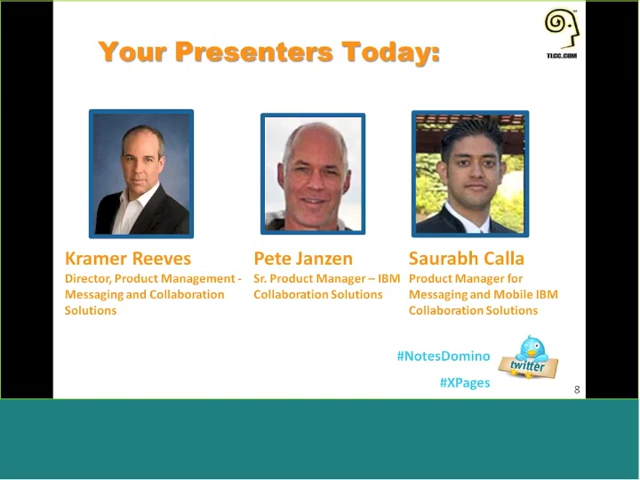 Your Presenters Today:
TLCC.COM
Kramer Reeves
Director, Product Management -
Messaging and Collaboration
Solutions
Pete Janzen
Sr. Product Manager – IBM
Collaboration Solutions
Saurabh Calla
Product Manager for
Messaging and Mobile IBM
Collaboration Solutions
#NotesDomino
#XPages
twitter
8